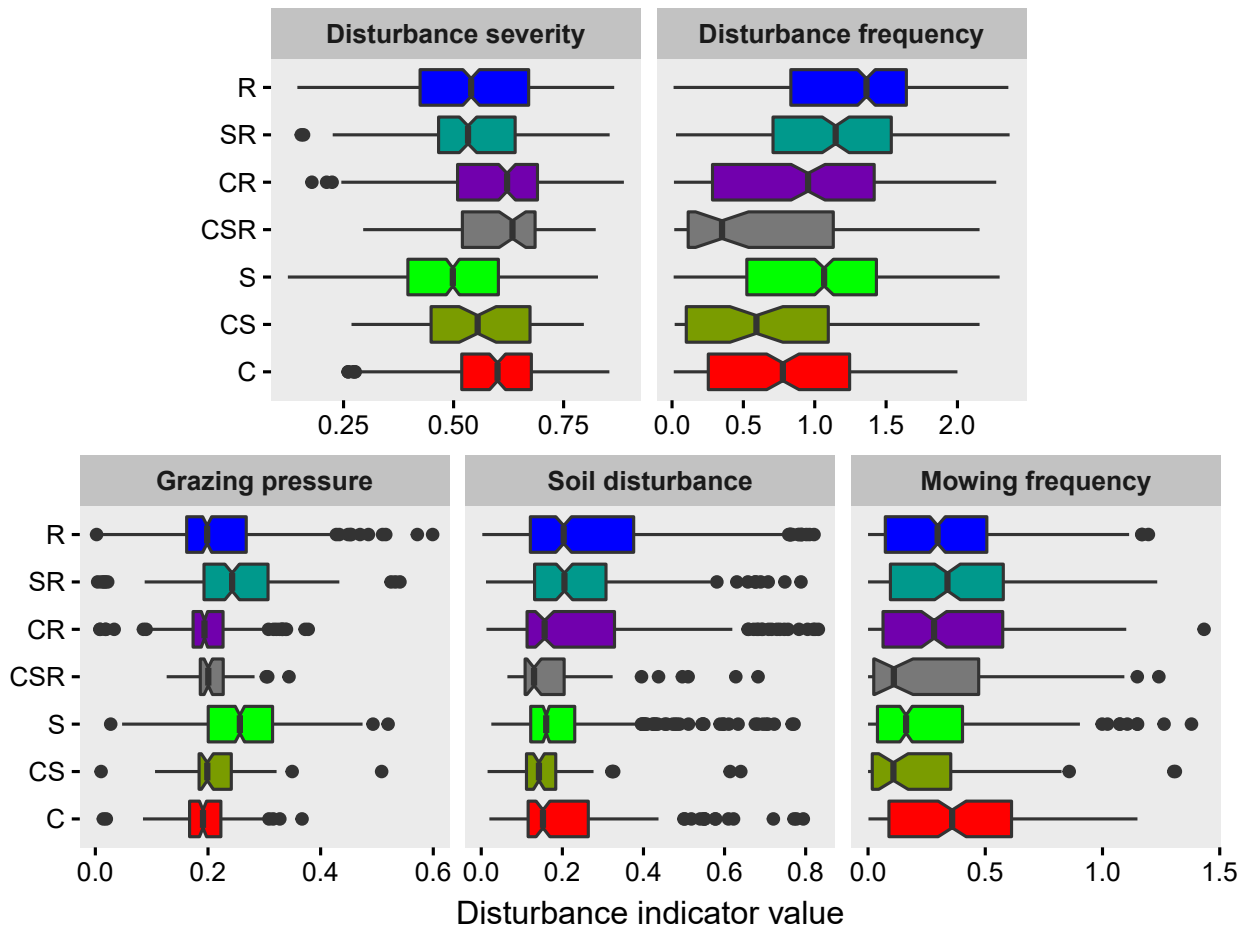 Disturbance severity Disturbance frequency
R
SR
CR
CSR
S
CS
C
0.25 0.50 0.75 0.0 0.5 1.0 1.5 2.0
Grazing pressure Soil disturbance Mowing frequency
R
SR
CR
CSR
S
CS
C
0.0 0.2 0.4 0.6 0.0 0.2 0.4 0.6 0.8 0.0 0.5 1.0 1.5
Disturbance indicator value